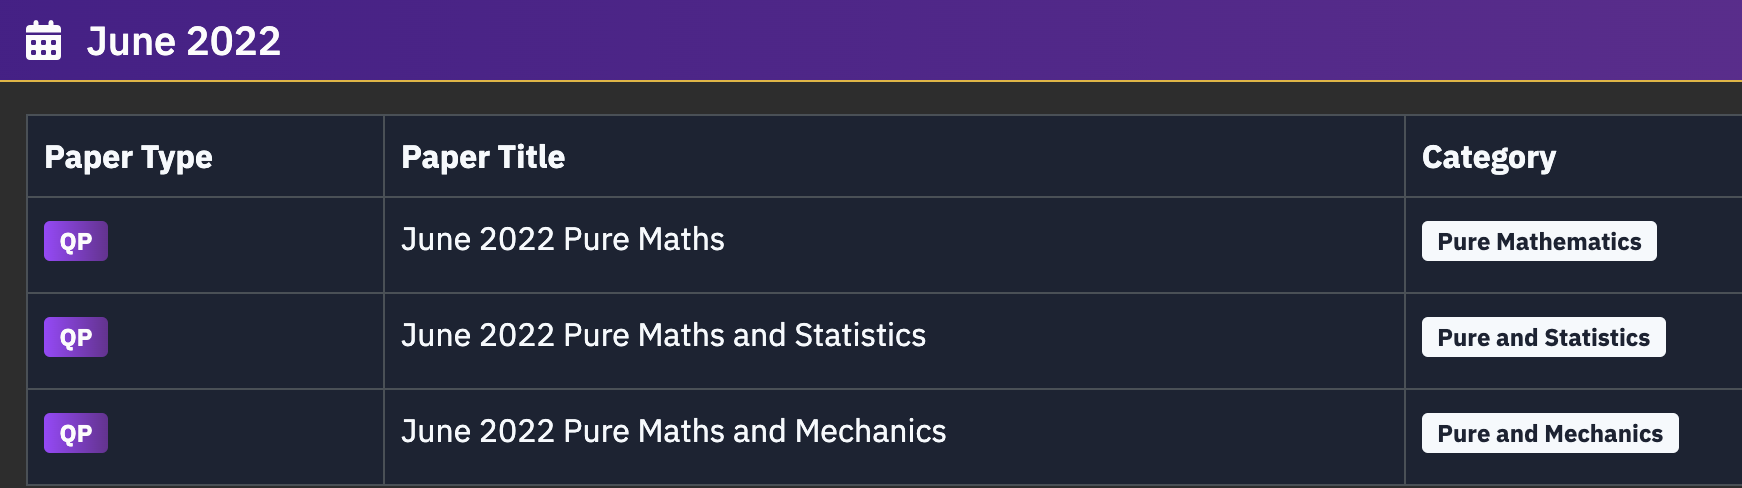 June 2022
Paper Type Paper Title Category
QP June 2022 Pure Maths Pure Mathematics
QP June 2022 Pure Maths and Statistics Pure and Statistics
QP June 2022 Pure Maths and Mechanics Pure and Mechanics